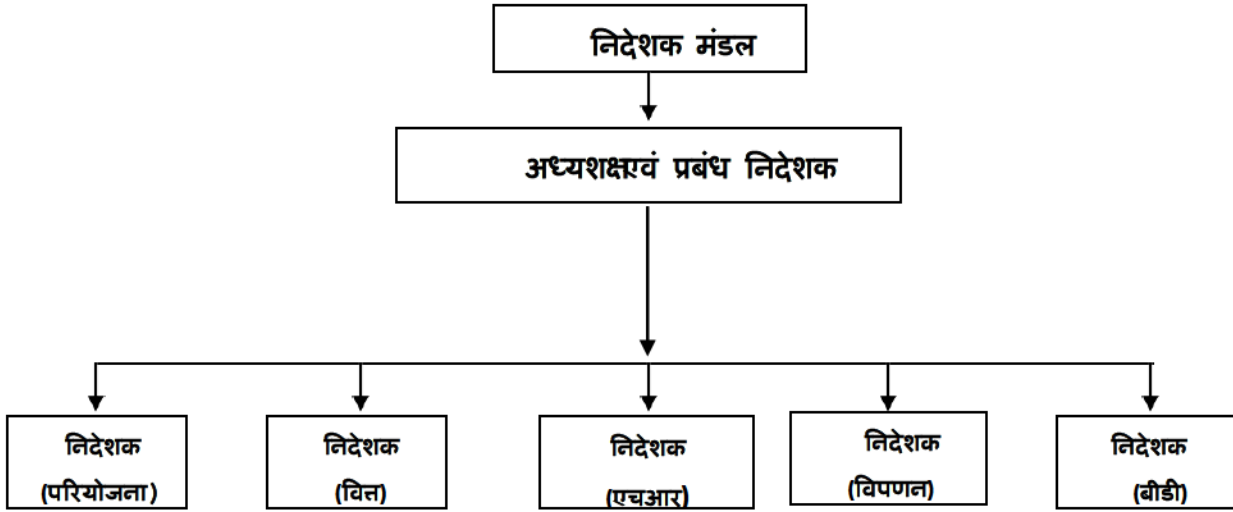 निदेशक मंडल
अध्यशक्षएवं प्रबंध निदेशक
निदेशक
(परियोजना)
निदेशक
(वित्त)
निदेशक
(एचआर)
निदेशक
(विपणन)
निदेशक
(बीडी)